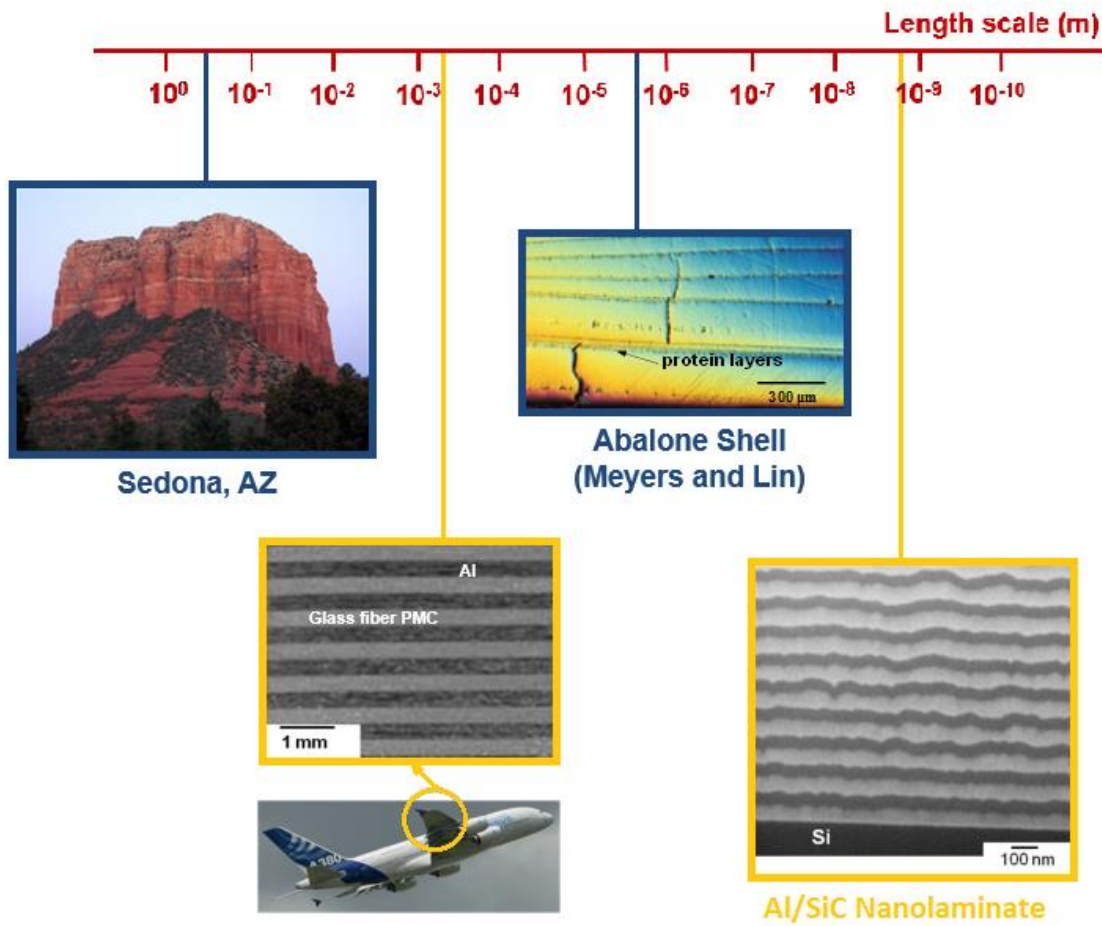 Length scale (m)
10⁰ 10⁻¹ 10⁻² 10⁻³ 10⁻⁴ 10⁻⁵ 10⁻⁶ 10⁻⁷ 10⁻⁸ 10⁻⁹ 10⁻¹⁰
protein layers
300 µm
Sedona, AZ
Abalone Shell
(Meyers and Lin)
Al
Glass fiber PMC
1 mm
A380
Si
100 nm
Al/SiC Nanolaminate